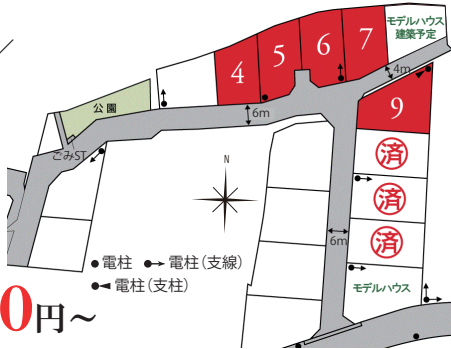 モデルハウス
建築予定
7
6
5
4
4m
公園
6m
9
ごみST
済
N
済
6m
済
●電柱 ●→電柱（支線）
●◄電柱（支柱）
モデルハウス
0円～